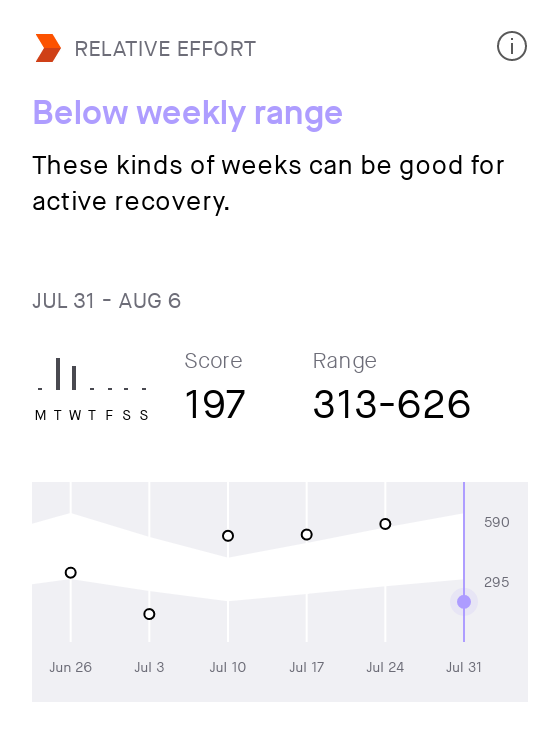 RELATIVE EFFORT
Below weekly range
These kinds of weeks can be good for
active recovery.
JUL 31 - AUG 6
Score Range
197 313-626
M T W T F S S
590
295
Jun 26 Jul 3 Jul 10 Jul 17 Jul 24 Jul 31